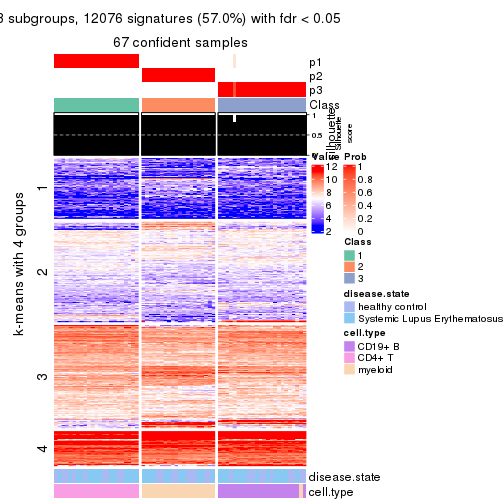 3 subgroups, 12076 signatures (57.0%) with fdr < 0.05
67 confident samples
p1
p2
p3
Class
1
0.5
0
Silhouette
score
Silhouette
k-means with 4 groups
1
2
3
4
Value
12
10
8
6
4
2
Prob
1
0.8
0.6
0.4
0.2
0
Class
1
2
3
disease.state
healthy control
Systemic Lupus Erythematosus
cell.type
CD19+ B
CD4+ T
myeloid
disease.state
cell.type